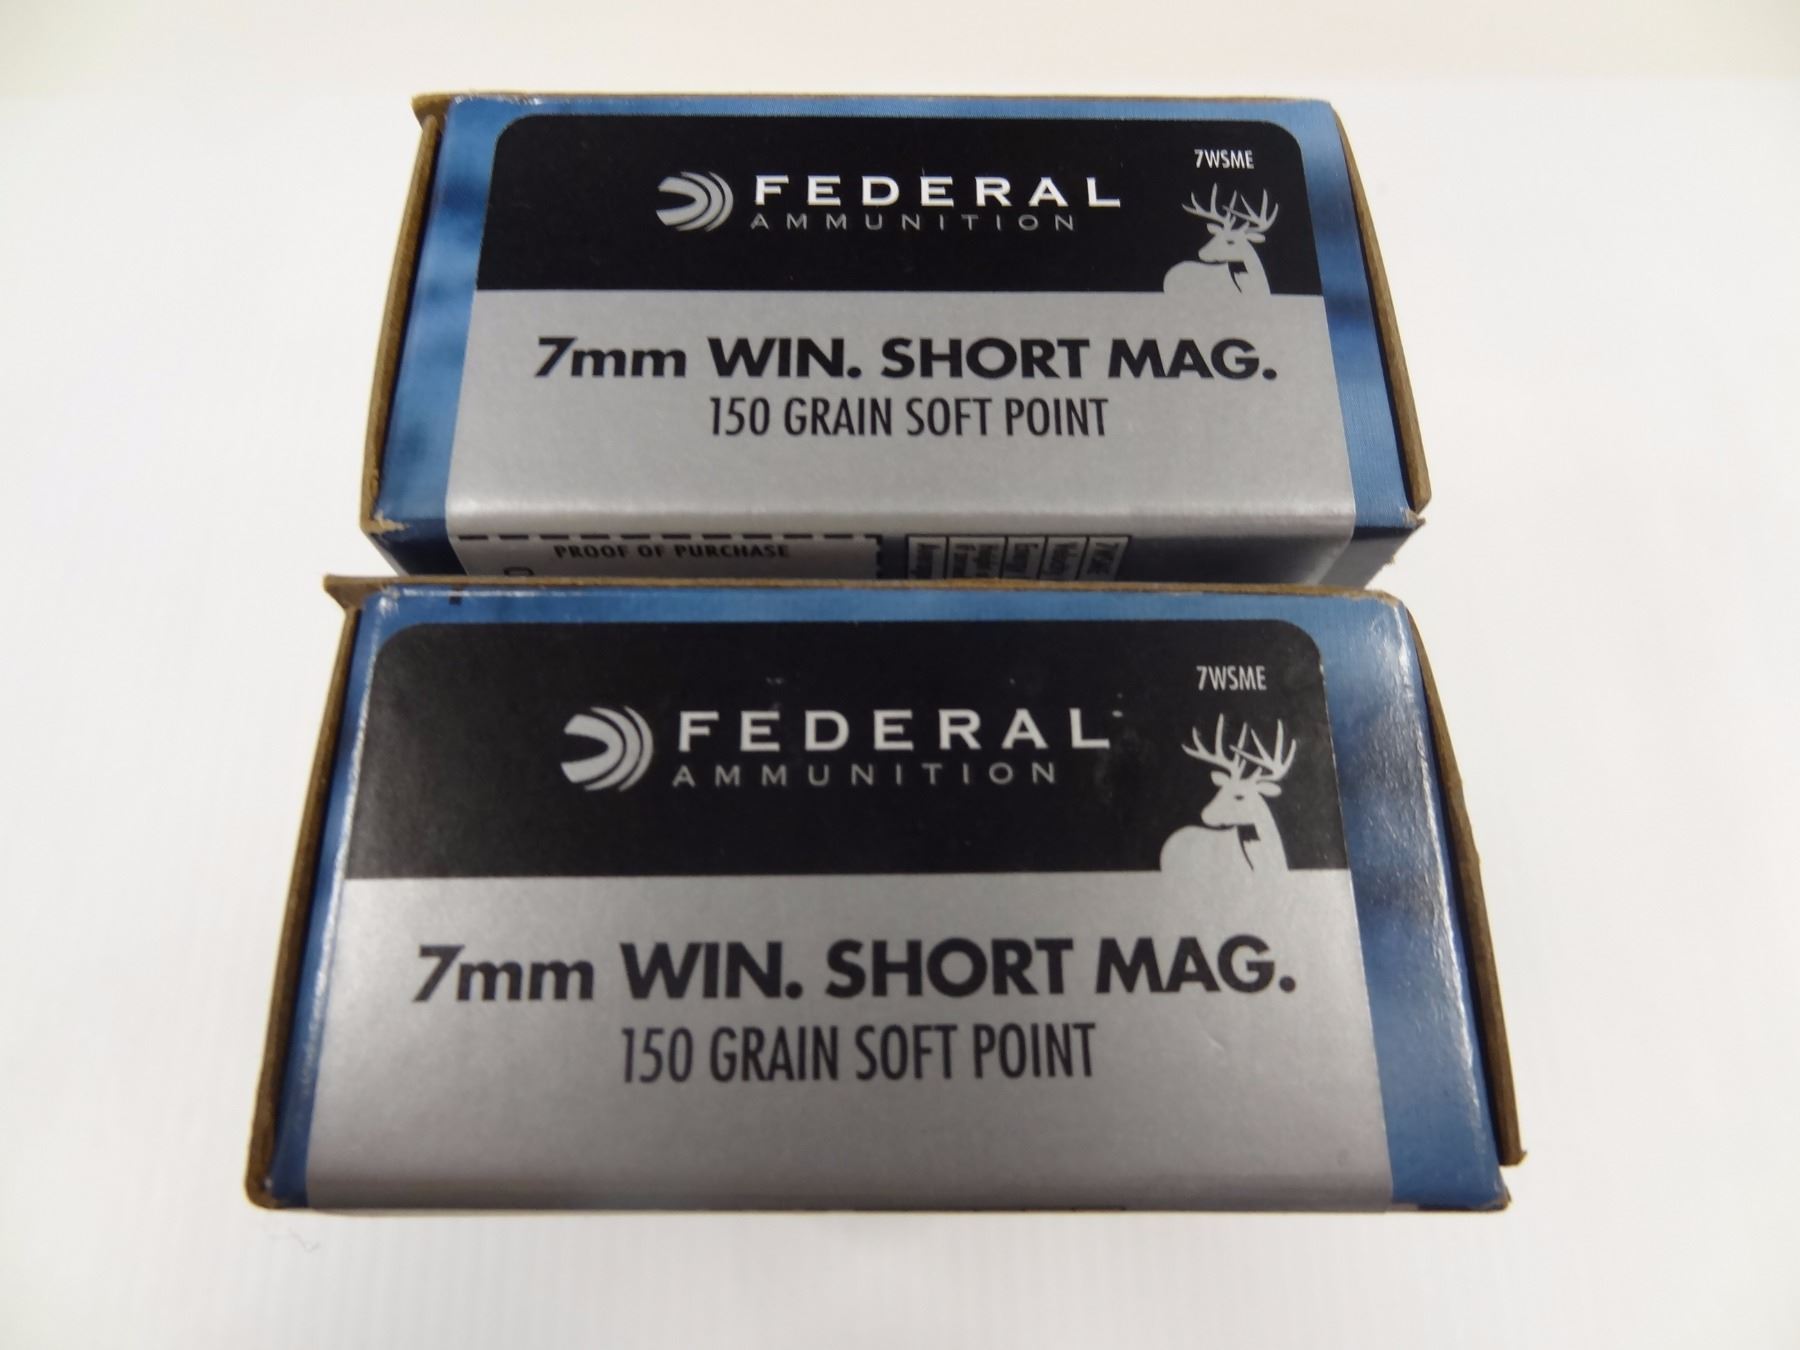 7WSME
FEDERAL
AMMUNITION
7mm WIN. SHORT MAG.
150 GRAIN SOFT POINT
PROOF OF PURCHASE
7WSME
FEDERAL
AMMUNITION
7mm WIN. SHORT MAG.
150 GRAIN SOFT POINT